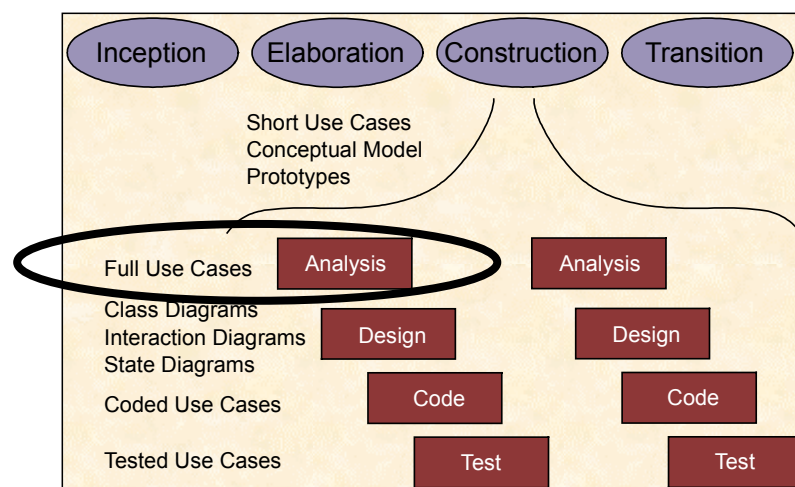 Inception Elaboration Construction Transition
Short Use Cases
Conceptual Model
Prototypes
Full Use Cases Analysis Analysis
Class Diagrams
Interaction Diagrams Design Design
State Diagrams
Coded Use Cases Code Code
Tested Use Cases Test Test